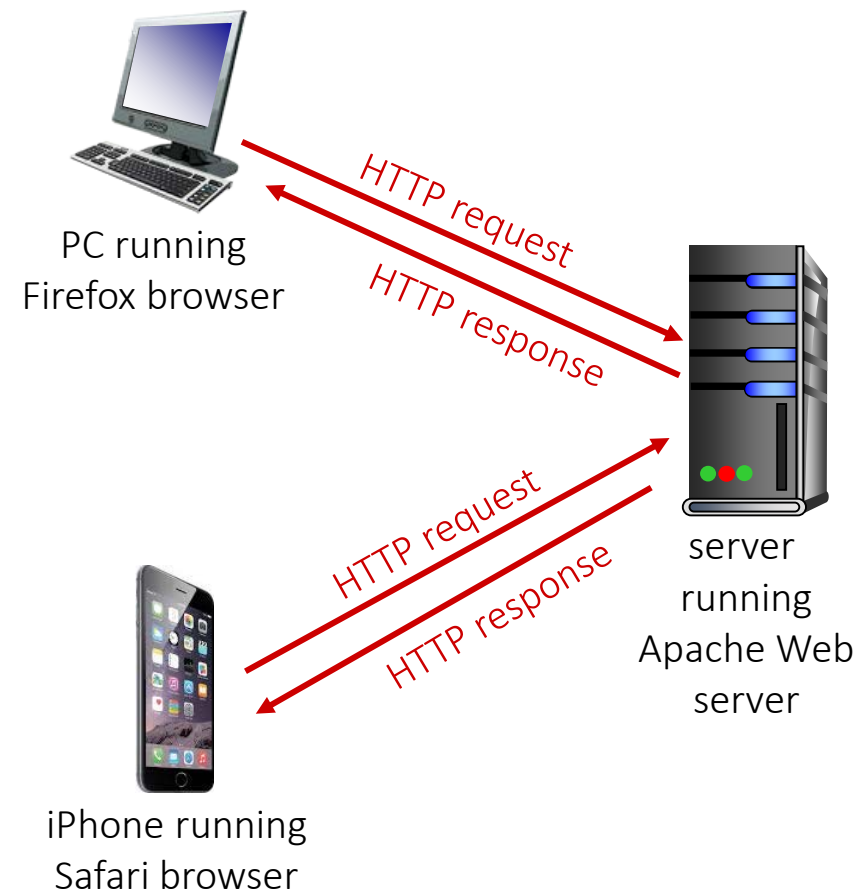 HTTP request
HTTP response
PC running
Firefox browser
HTTP request
HTTP response
server
running
Apache Web
server
iPhone running
Safari browser